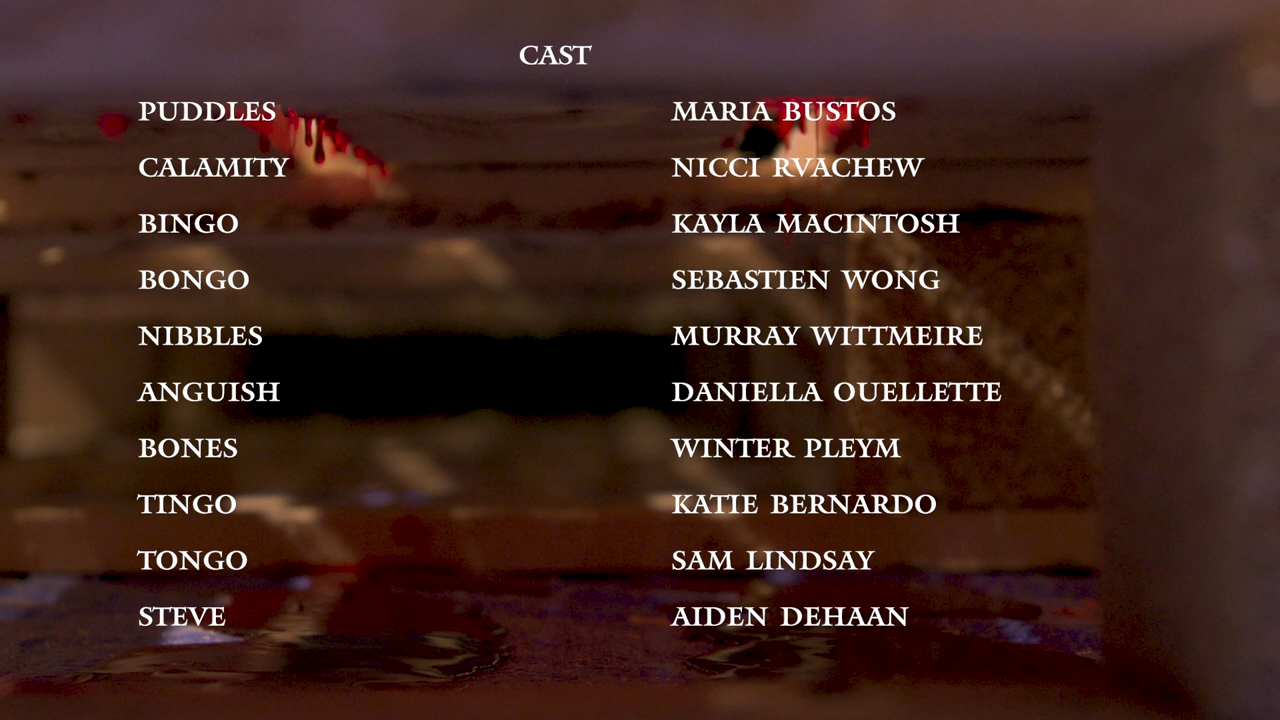 CAST
PUDDLES MARIA BUSTOS
CALAMITY NICCI RVACHEW
BINGO KAYLA MACINTOSH
BONGO SEBASTIEN WONG
NIBBLES MURRAY WITTMEIRE
ANGUISH DANIELLA OUELLETTE
BONES WINTER PLEYM
TINGO KATIE BERNARDO
TONGO SAM LINDSAY
STEVE AIDEN DEHAAN